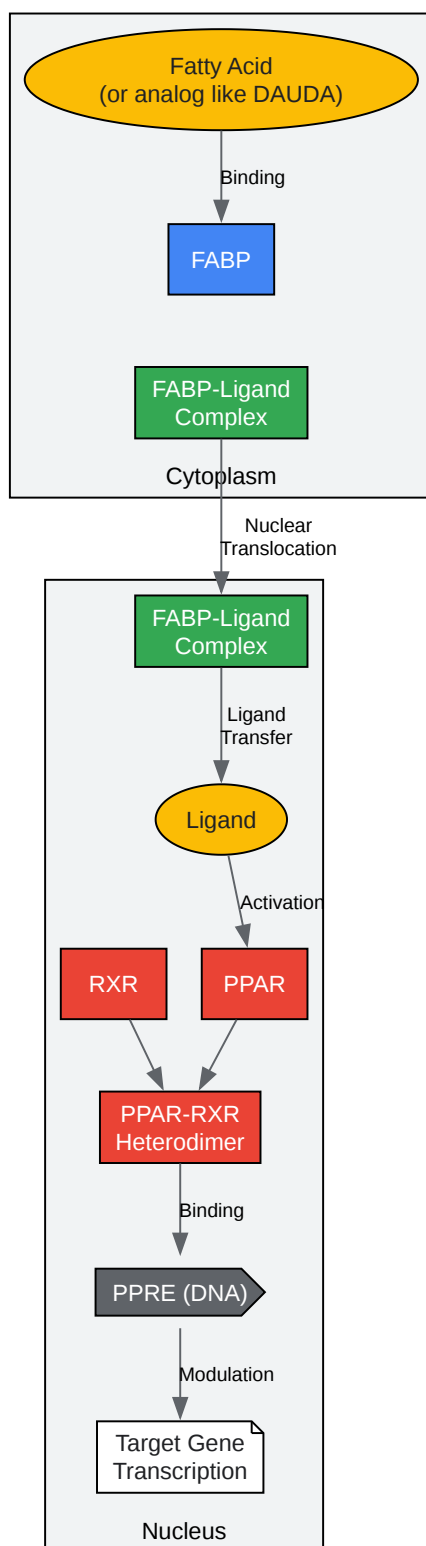 Fatty Acid
(or analog like DAUDA)
Binding
FABP
FABP-Ligand
Complex
Cytoplasm
Nuclear
Translocation
FABP-Ligand
Complex
Ligand
Transfer
Ligand
Activation
RXR
PPAR
PPAR-RXR
Heterodimer
Binding
PPRE (DNA)
Modulation
Target Gene
Transcription
Nucleus